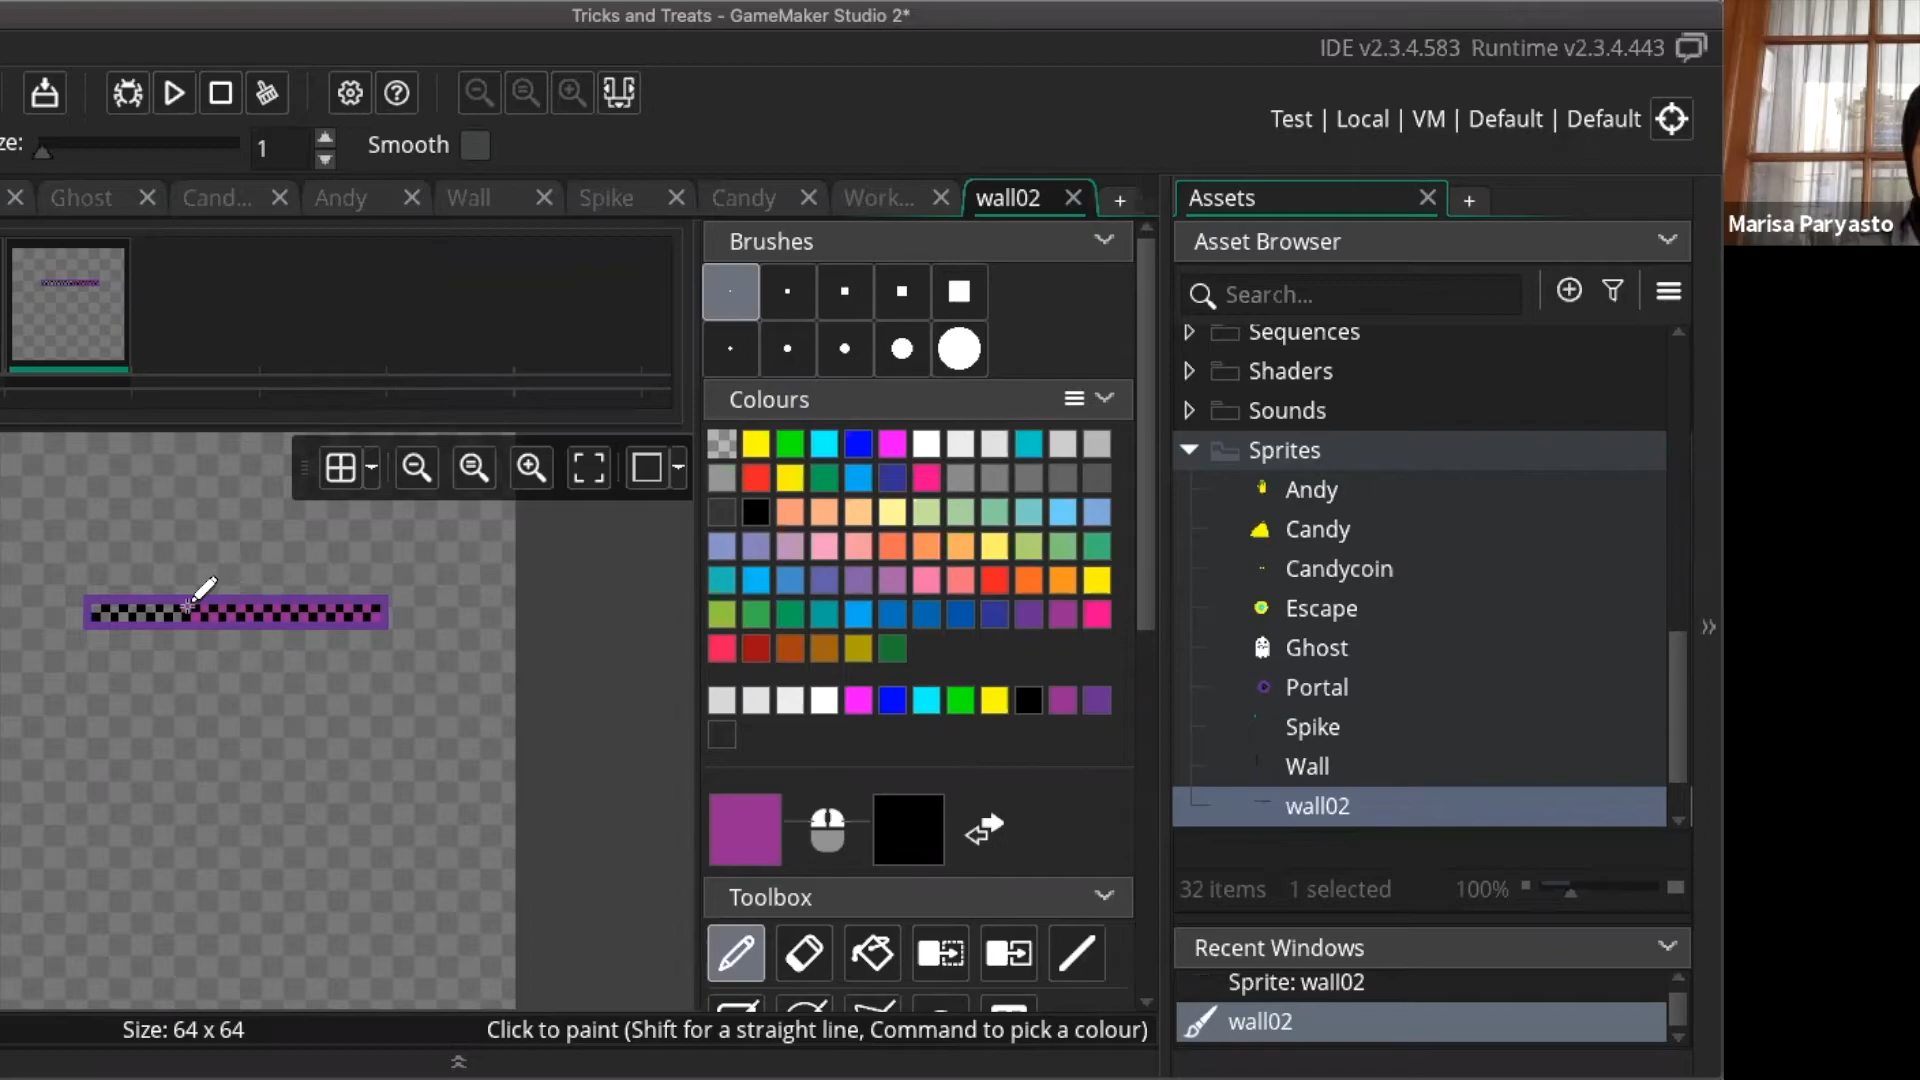 Tricks and Treats - GameMaker Studio 2*
IDE v2.3.4.583 Runtime v2.3.4.443
Test | Local | VM | Default | Default
ze:
1
Smooth
Ghost
Cand...
Andy
Wall
Spike
Candy
Work...
wall02
Assets
Marisa Paryasto
Brushes
Asset Browser
Search...
Sequences
Shaders
Colours
Sounds
Sprites
Andy
Candy
Candycoin
Escape
Ghost
Portal
Spike
Wall
wall02
32 items 1 selected 100%
Toolbox
Recent Windows
Sprite: wall02
wall02
Size: 64 x 64
Click to paint (Shift for a straight line, Command to pick a colour)